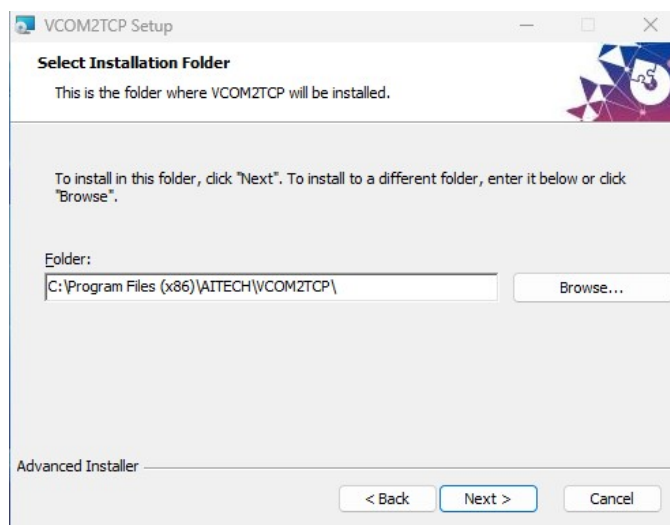 VCOM2TCP Setup
Select Installation Folder
This is the folder where VCOM2TCP will be installed.
To install in this folder, click "Next". To install to a different folder, enter it below or click
"Browse".
Folder:
C:\Program Files (x86)\AITECH\VCOM2TCP\
Browse...
Advanced Installer
< Back
Next >
Cancel